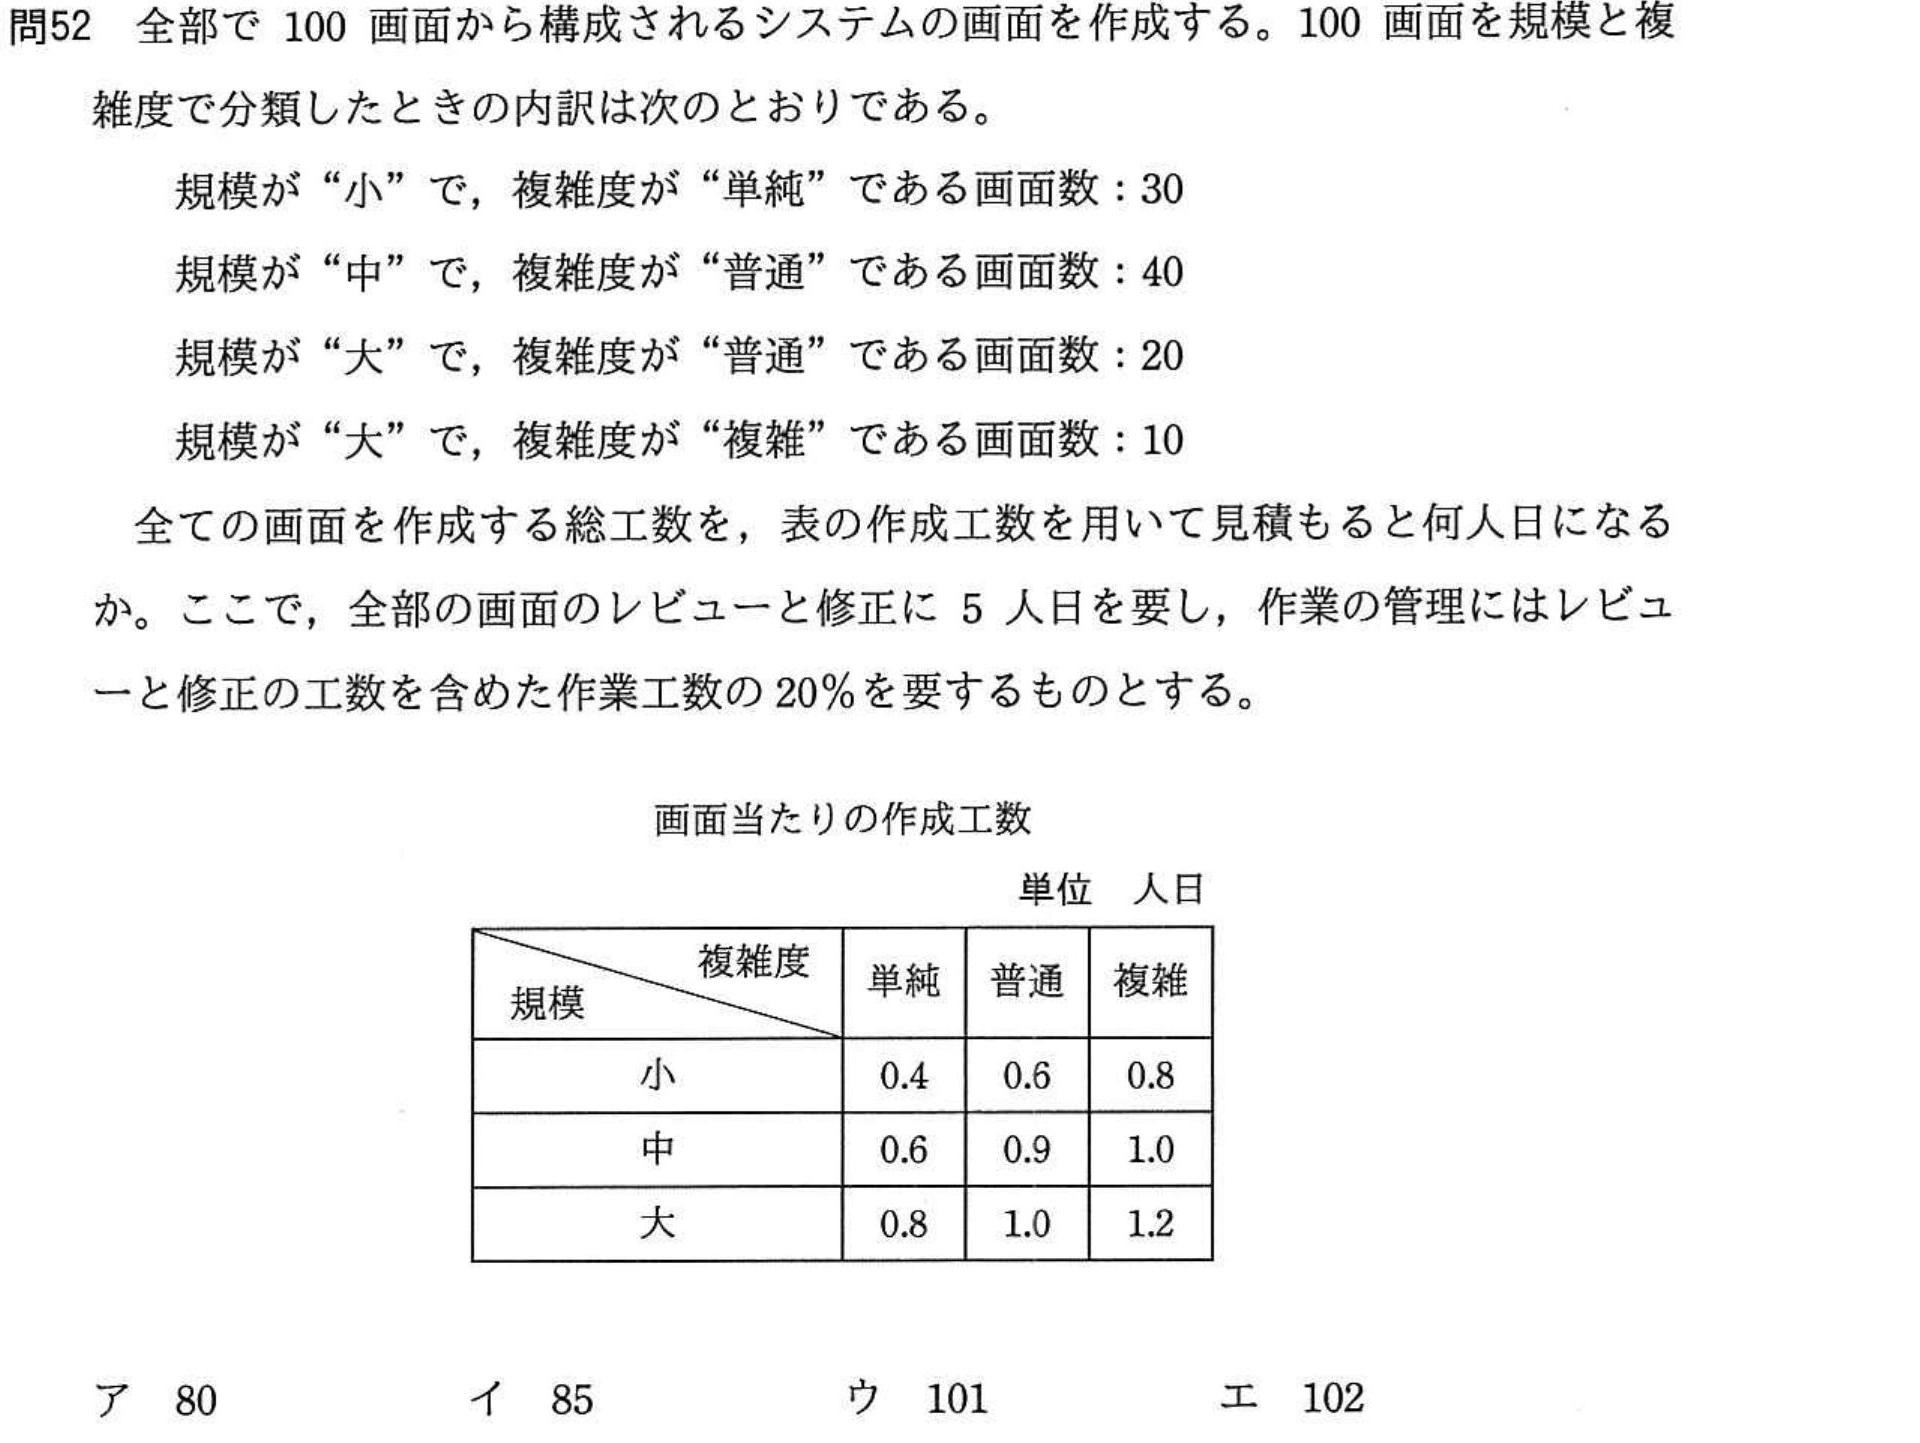 問52 全部で 100 画面から構成されるシステムの画面を作成する。100 画面を規模と複
雑度で分類したときの内訳は次のとおりである。
規模が“小”で，複雑度が“単純”である画面数：30
規模が“中”で，複雑度が“普通”である画面数：40
規模が“大”で，複雑度が“普通”である画面数：20
規模が“大”で，複雑度が“複雑”である画面数：10
全ての画面を作成する総工数を，表の作成工数を用いて見積もると何人日になる
か。ここで，全部の画面のレビューと修正に 5 人日を要し，作業の管理にはレビュ
ーと修正の工数を含めた作業工数の 20％を要するものとする。
画面当たりの作成工数
単位 人日
複雑度 規模 単純 普通 複雑
小 0.4 0.6 0.8
中 0.6 0.9 1.0
大 0.8 1.0 1.2
ア 80 イ 85 ウ 101 エ 102